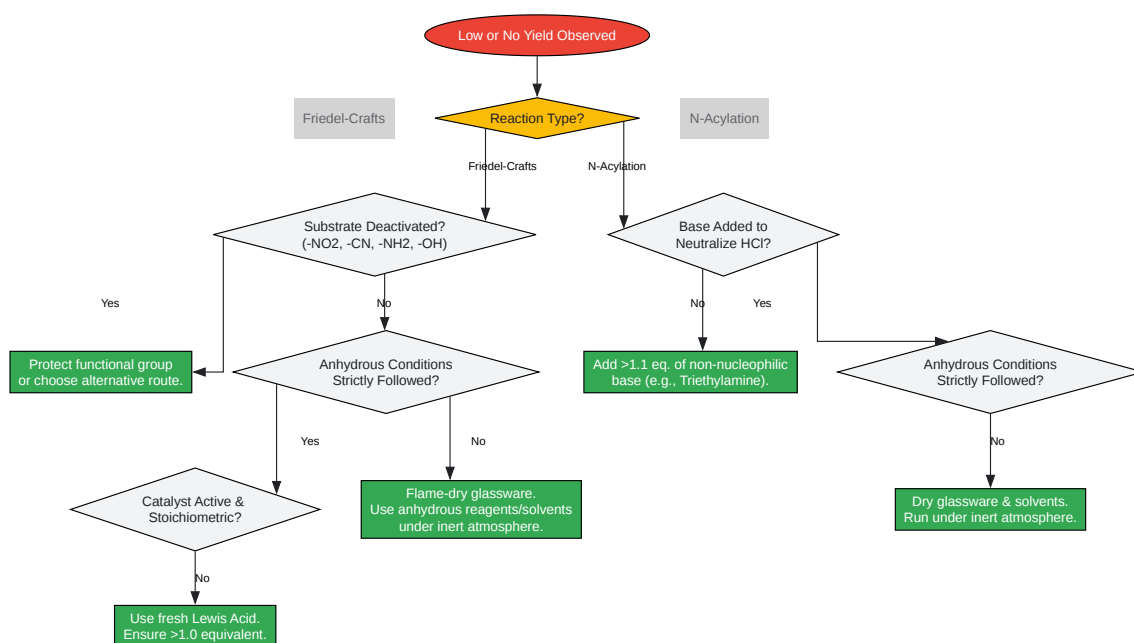 Low or No Yield Observed
Friedel-Crafts
Reaction Type?
N-Acylation
Friedel-Crafts
N-Acylation
Substrate Deactivated?
(-NO2, -CN, -NH2, -OH)
Base Added to
Neutralize HCl?
Yes
No
No
Yes
Protect functional group
or choose alternative route.
Anhydrous Conditions
Strictly Followed?
Add >1.1 eq. of non-nucleophilic
base (e.g., Triethylamine).
Anhydrous Conditions
Strictly Followed?
Yes
No
No
Catalyst Active &
Stoichiometric?
Flame-dry glassware.
Use anhydrous reagents/solvents
under inert atmosphere.
Dry glassware & solvents.
Run under inert atmosphere.
No
Use fresh Lewis Acid.
Ensure >1.0 equivalent.